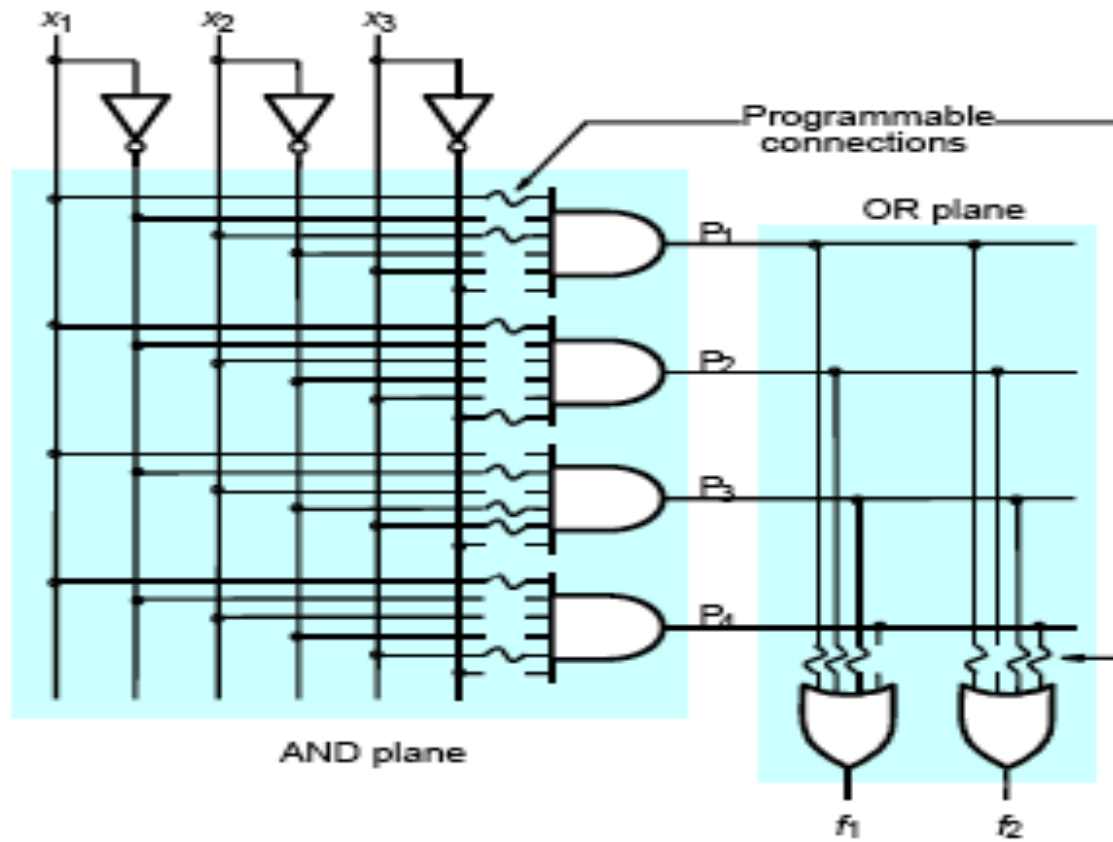 x1 x2 x3
Programmable
connections
OR plane
P1
P2
P3
P4
AND plane
f1 f2